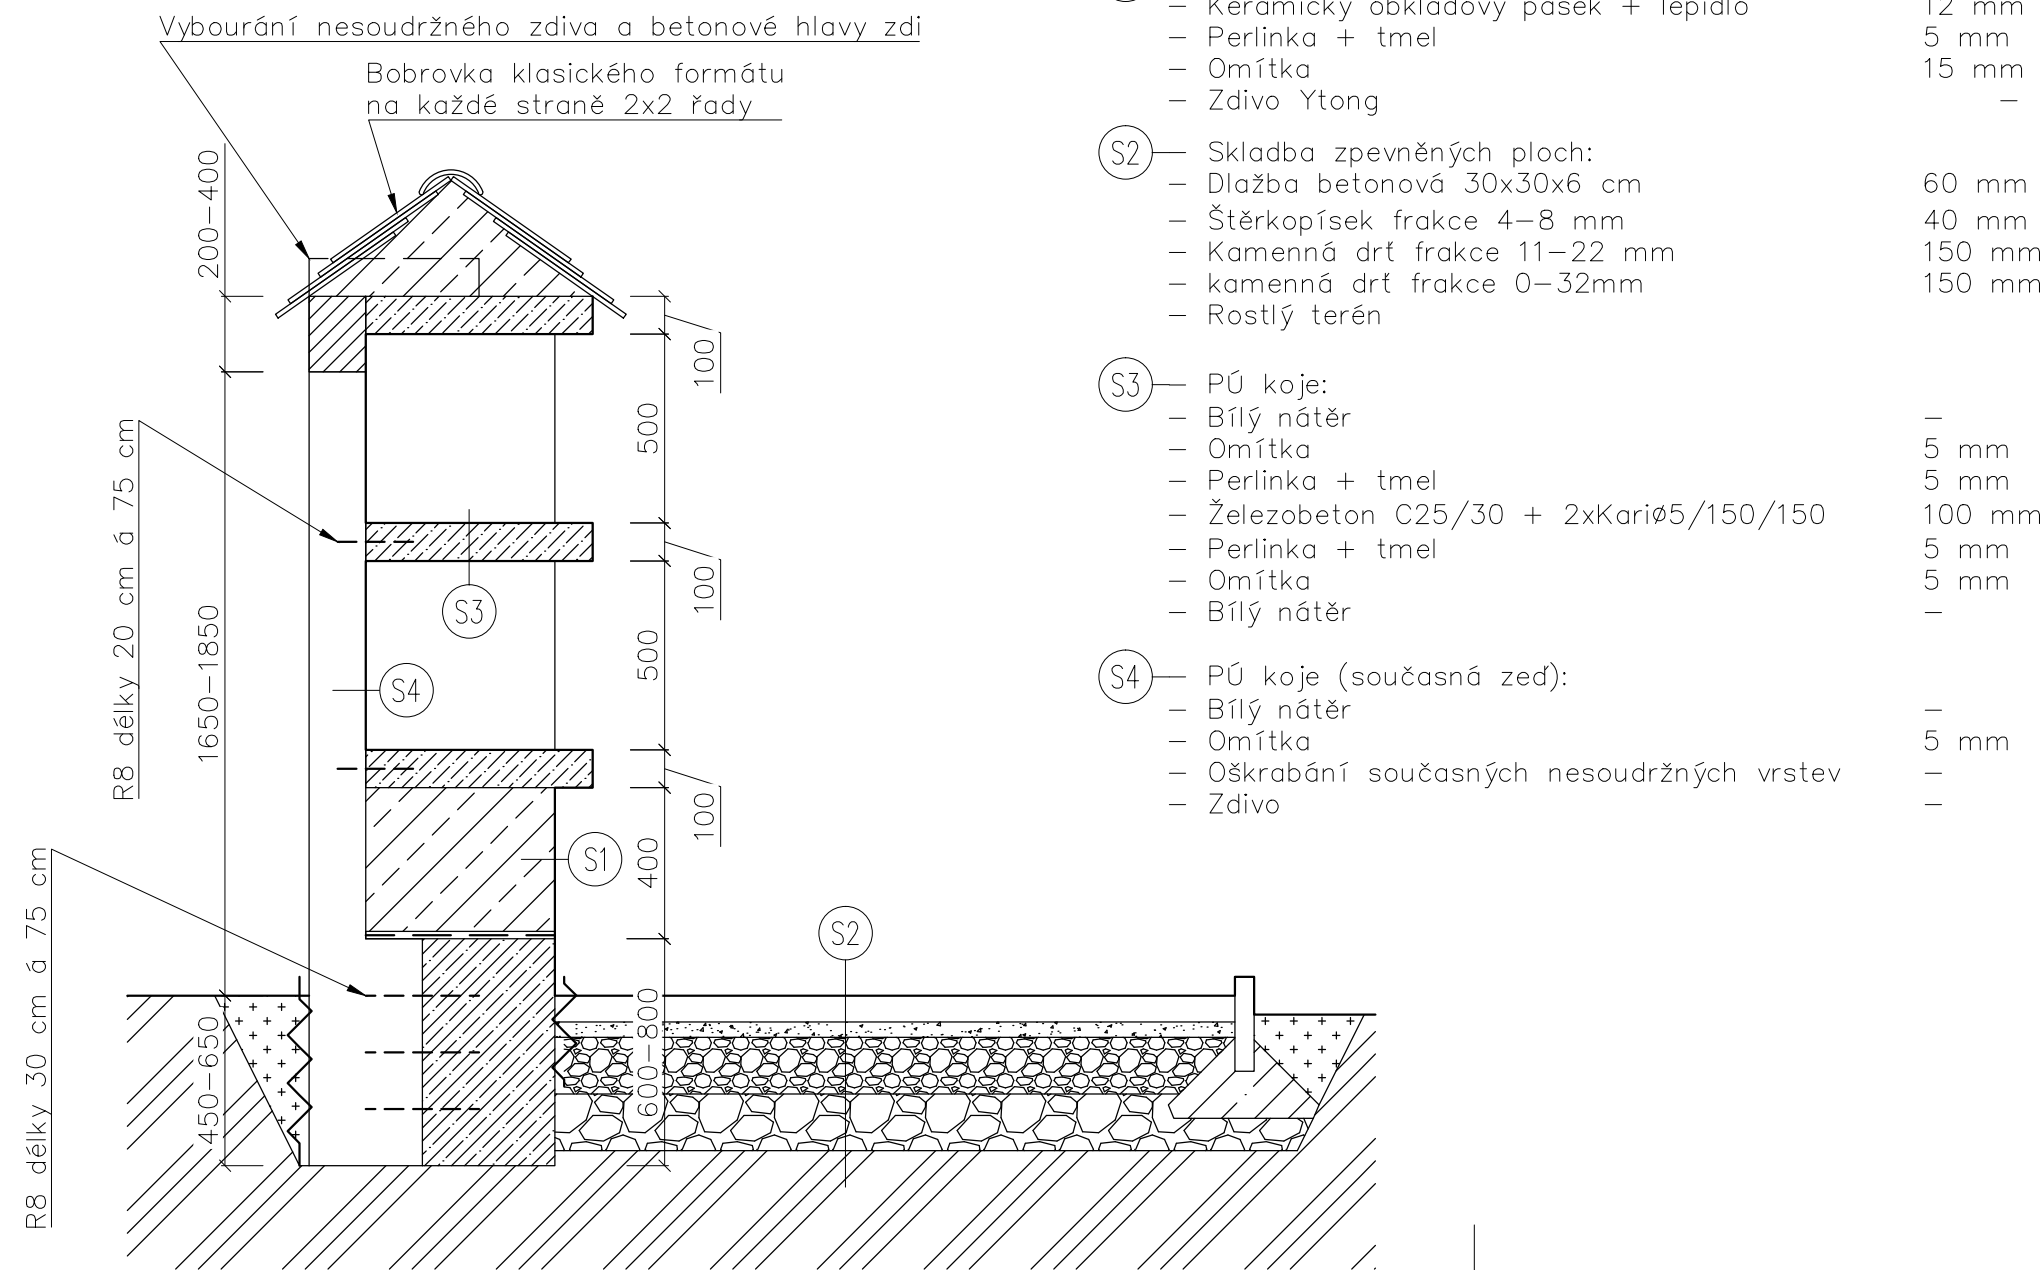 Vybourání nesoudržného zdiva a betonové hlavy zdi
Bobrovka klasického formátu
na každé straně 2x2 řady
200-400
1650-1850
450-650
R8 délky 20 cm á 75 cm
R8 délky 30 cm á 75 cm
100
500
100
500
100
400
600-800
S3
S4
S1
S2
- Keramický obkladový pásek + lepidlo 12 mm
- Perlinka + tmel 5 mm
- Omítka 15 mm
- Zdivo Ytong -
S2 - Skladba zpevněných ploch:
- Dlažba betonová 30x30x6 cm 60 mm
- Štěrkopísek frakce 4-8 mm 40 mm
- Kamenná drť frakce 11-22 mm 150 mm
- kamenná drť frakce 0-32mm 150 mm
- Rostlý terén
S3 - PÚ koje:
- Bílý nátěr -
- Omítka 5 mm
- Perlinka + tmel 5 mm
- Železobeton C25/30 + 2xKariø5/150/150 100 mm
- Perlinka + tmel 5 mm
- Omítka 5 mm
- Bílý nátěr -
S4 - PÚ koje (současná zeď):
- Bílý nátěr -
- Omítka 5 mm
- Oškrabání současných nesoudržných vrstev -
- Zdivo -